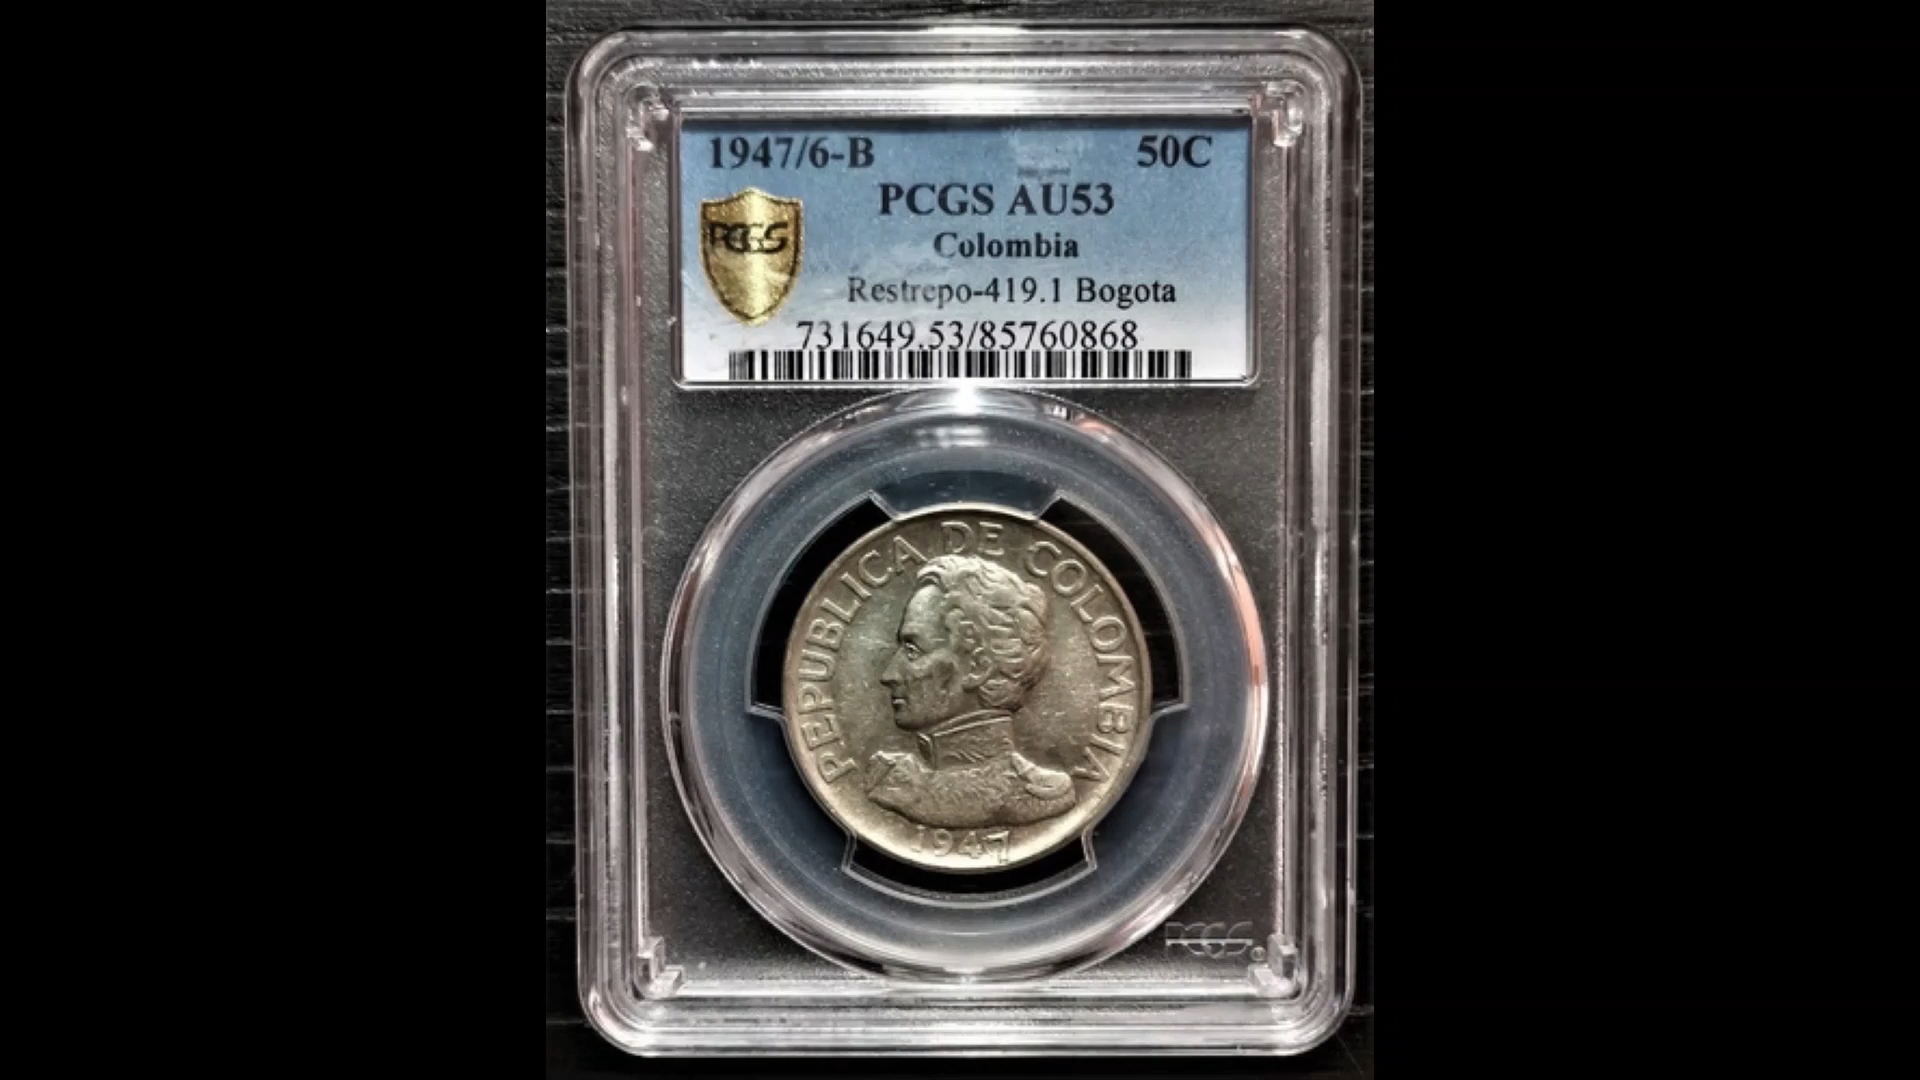 1947/6-B 50C
PCGS AU53
PCGS
Colombia
Restrepo-419.1 Bogota
731649.53/85760868
REPUBLICA DE COLOMBIA
1947
PCGS